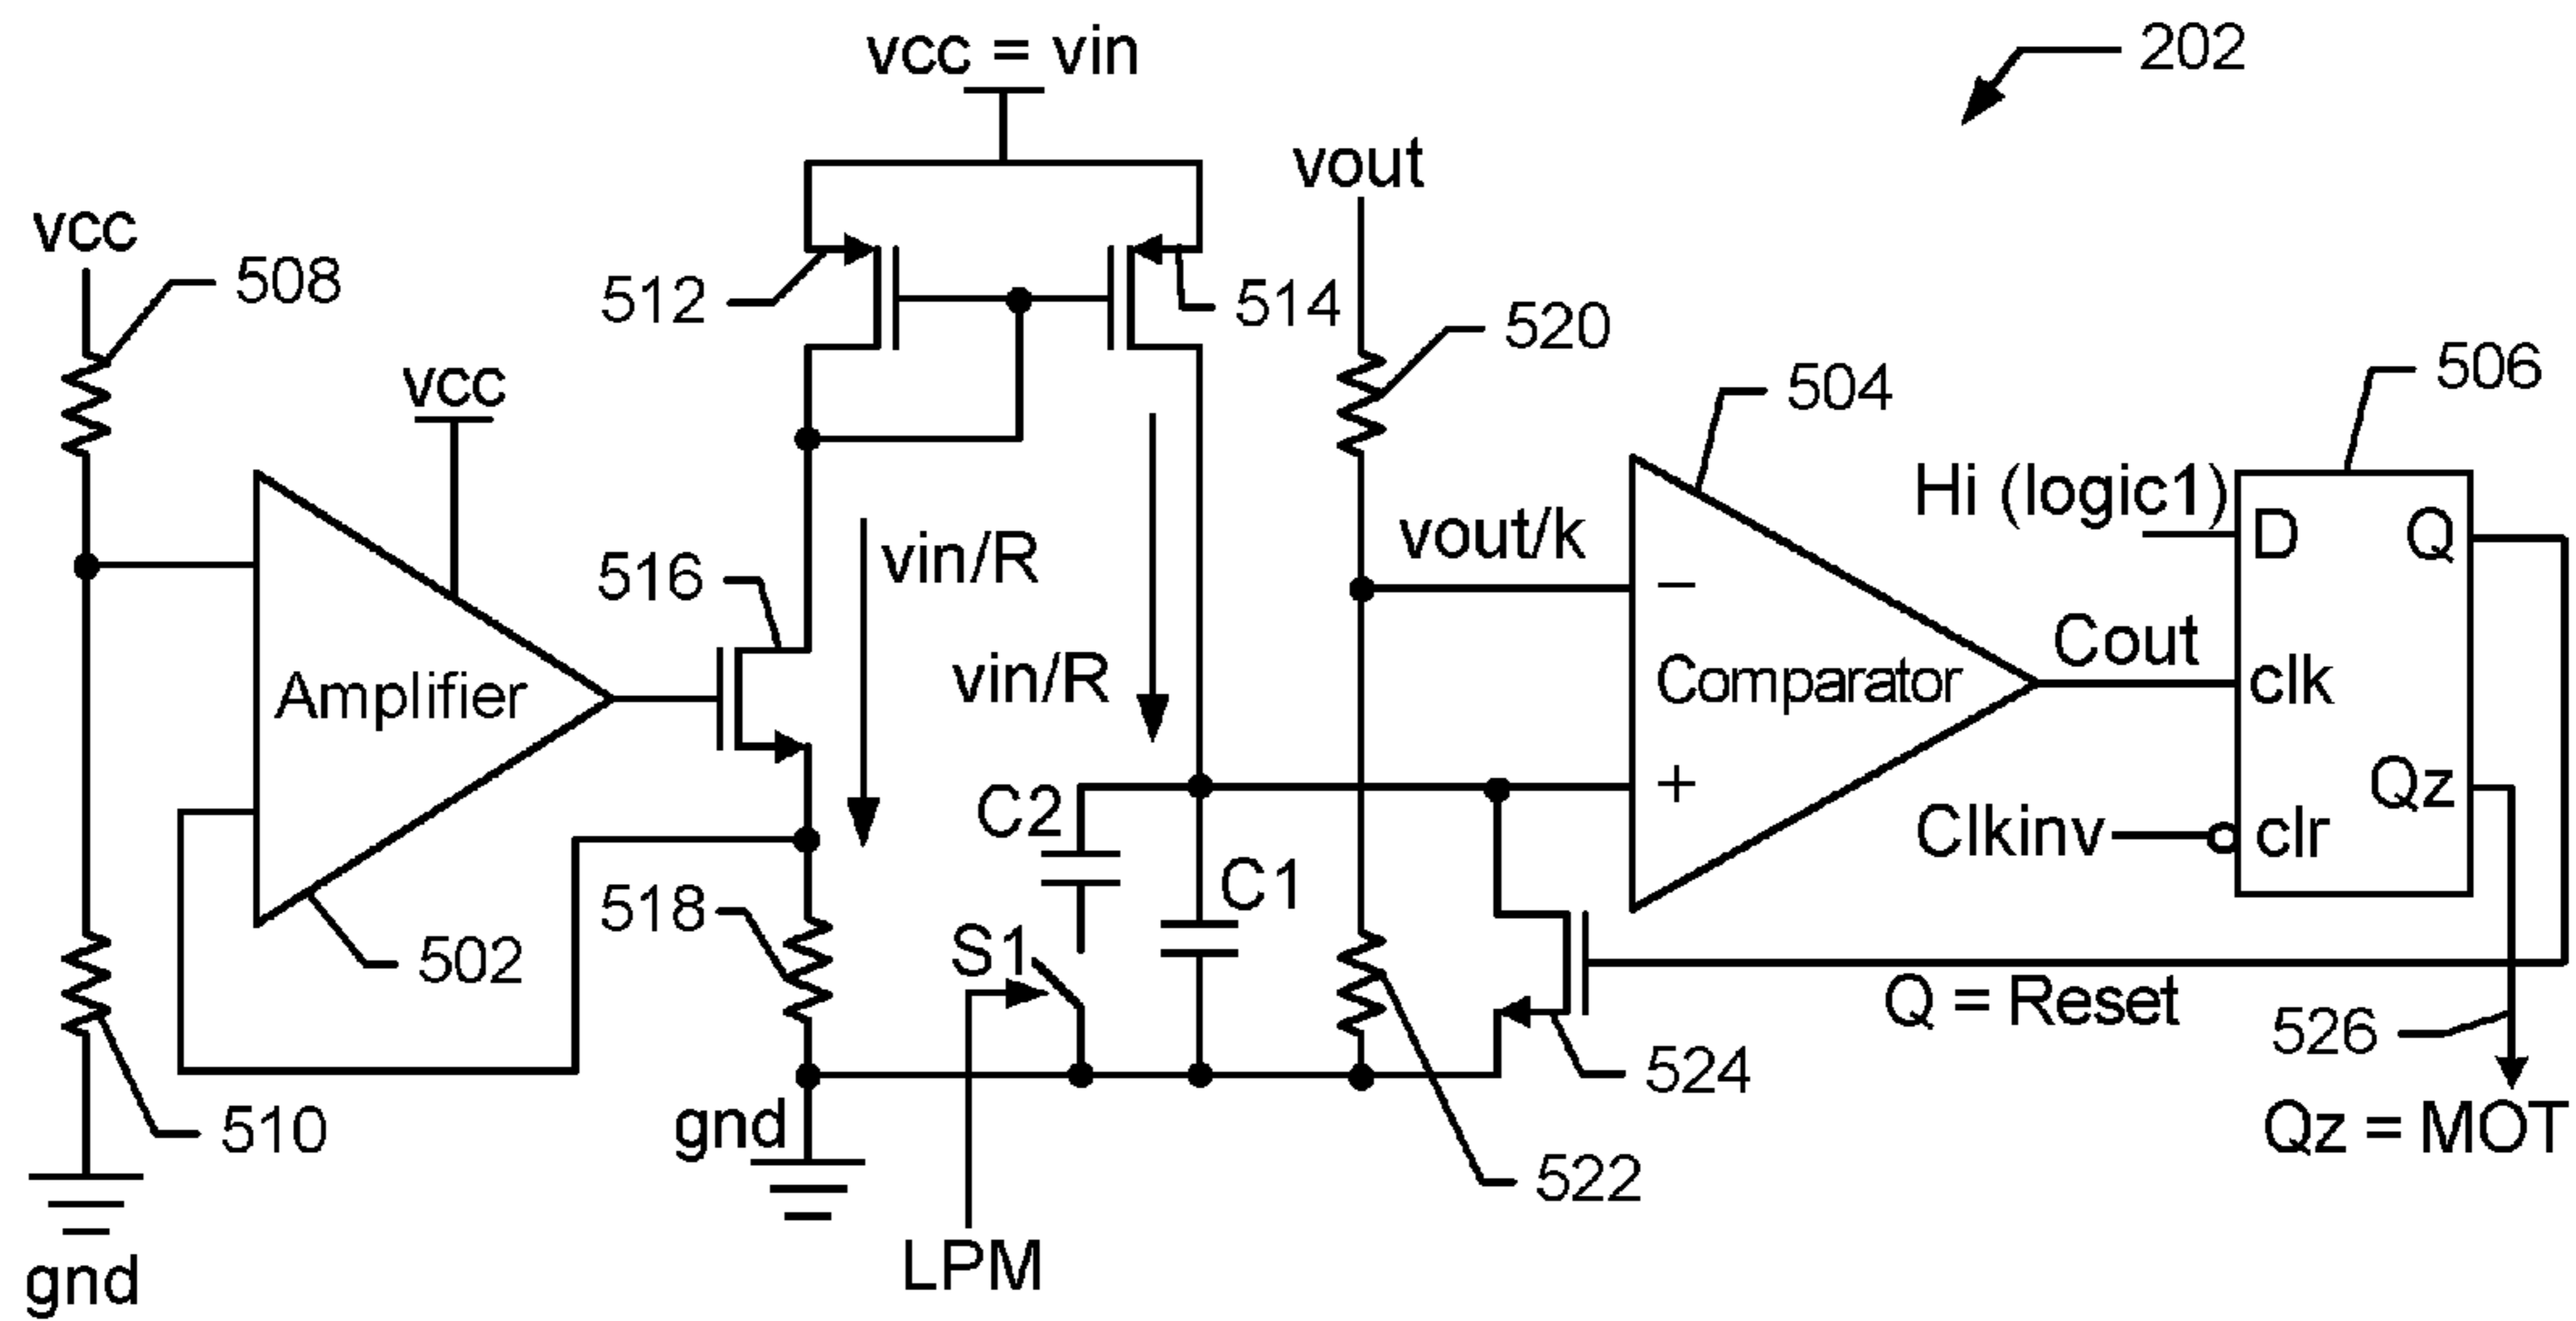 vcc = vin
202
vcc
508
512
514
vout
520
vcc
504
506
Hi (logic1)
D
Q
516
vin/R
vout/k
−
Cout
clk
Amplifier
vin/R
Comparator
+
Qz
C2
Clkinv
clr
C1
518
S1
502
Q = Reset
526
524
510
gnd
522
Qz = MOT
LPM
gnd